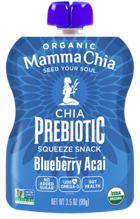 ORGANIC
Mamma Chia
SEED YOUR SOUL
CHIA
PREBIOTIC
SQUEEZE SNACK
Blueberry Acai
NO ADDED SUGAR
OMEGA-3
GUT HEALTH
USDA ORGANIC
NET WT 3.5 OZ (99g)